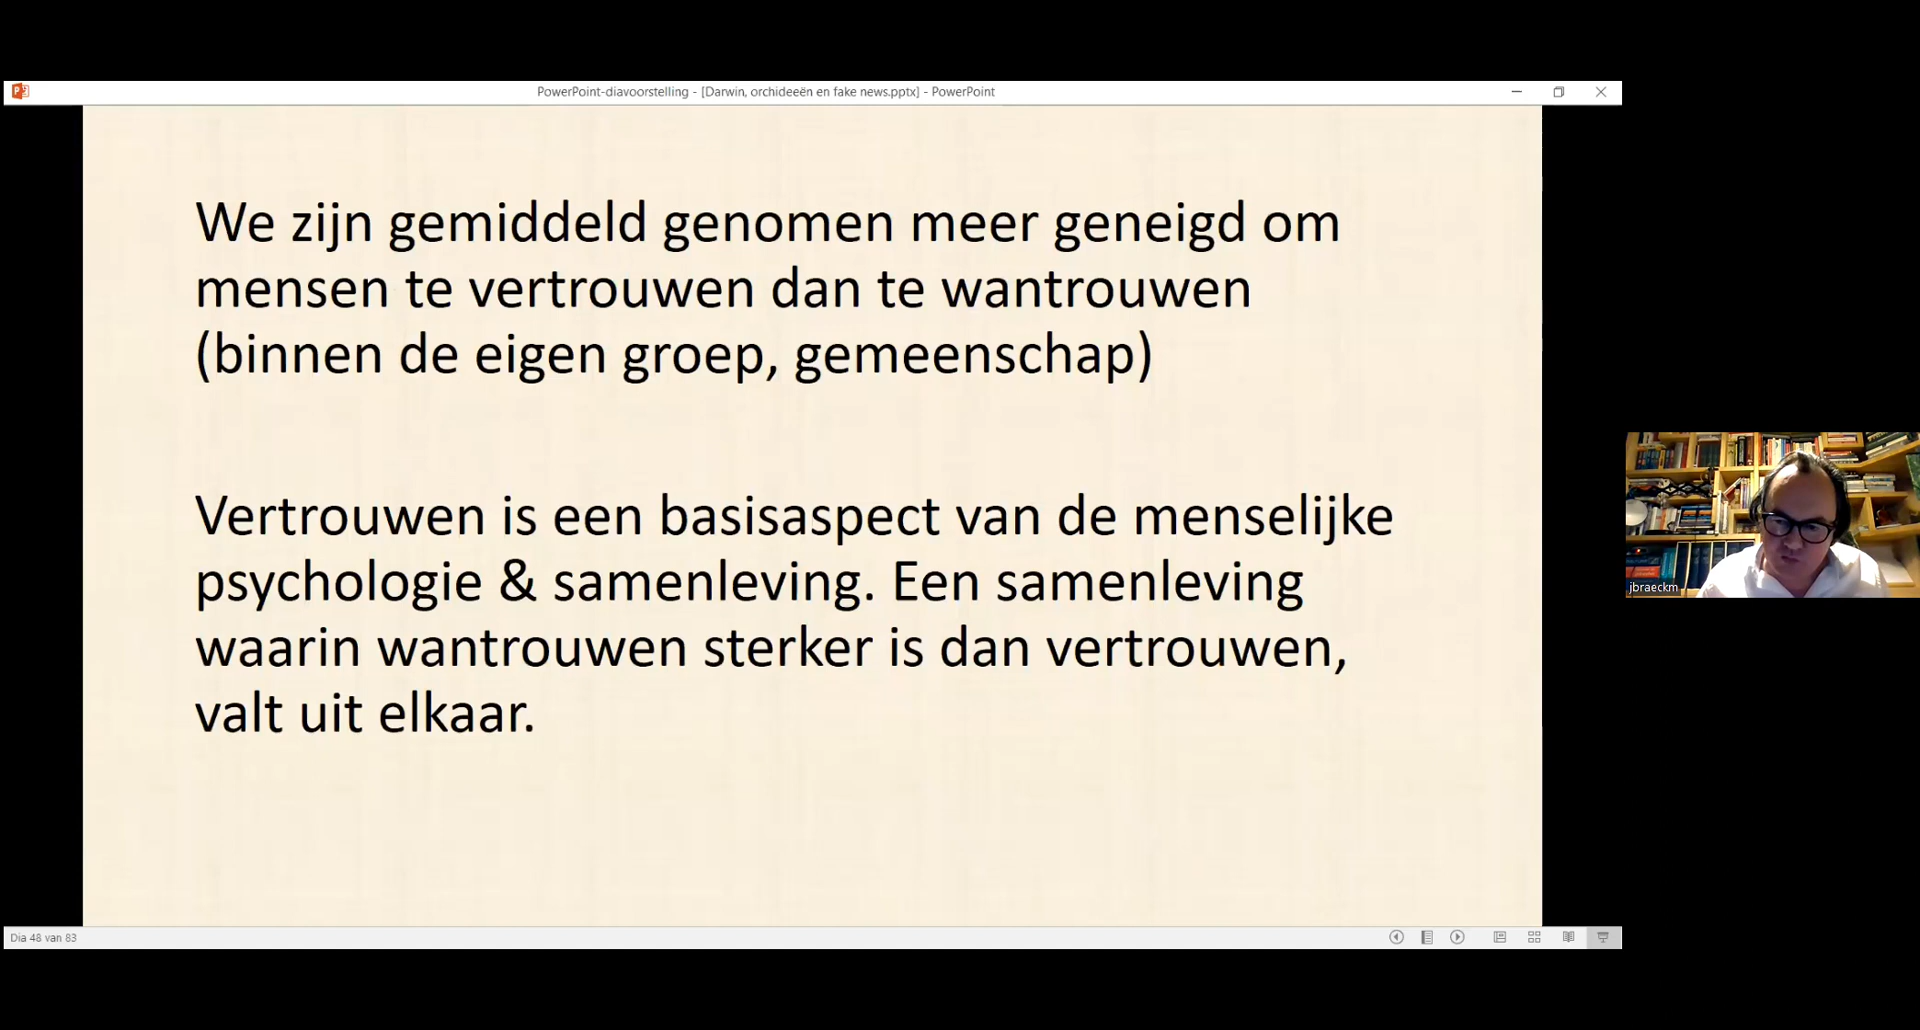 PowerPoint-diavoorstelling - [Darwin, orchideeën en fake news.pptx] - PowerPoint
We zijn gemiddeld genomen meer geneigd om
mensen te vertrouwen dan te wantrouwen
(binnen de eigen groep, gemeenschap)
Vertrouwen is een basisaspect van de menselijke
psychologie & samenleving. Een samenleving
waarin wantrouwen sterker is dan vertrouwen,
valt uit elkaar.
jbraeckm
Dia 48 van 83